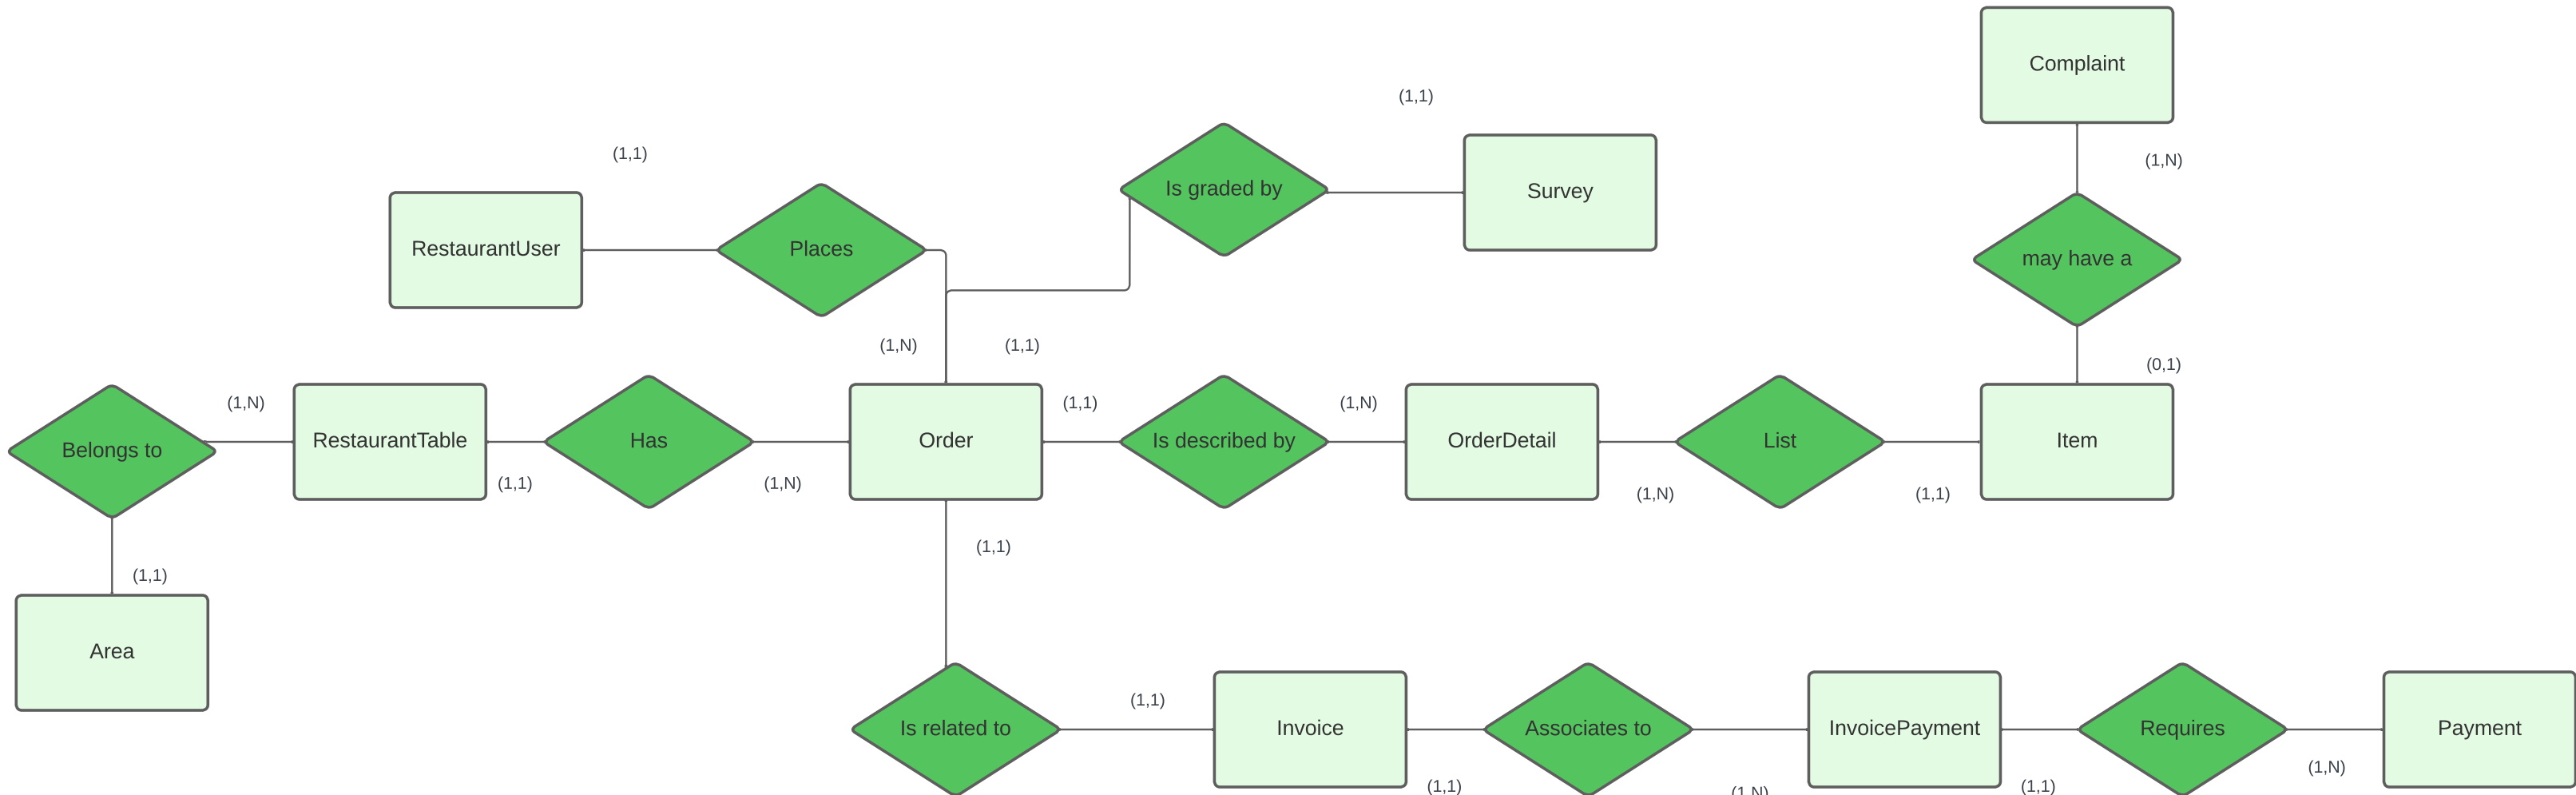 Complaint
(1,1)
(1,1)
(1,N)
Is graded by
Survey
RestaurantUser
Places
may have a
(1,N)
(1,1)
(0,1)
(1,N)
(1,1)
(1,N)
Belongs to
RestaurantTable
Has
Order
Is described by
OrderDetail
List
Item
(1,1)
(1,N)
(1,N)
(1,1)
(1,1)
(1,1)
Area
(1,1)
Is related to
Invoice
Associates to
InvoicePayment
Requires
Payment
(1,N)
(1,1)
(1,N)
(1,1)